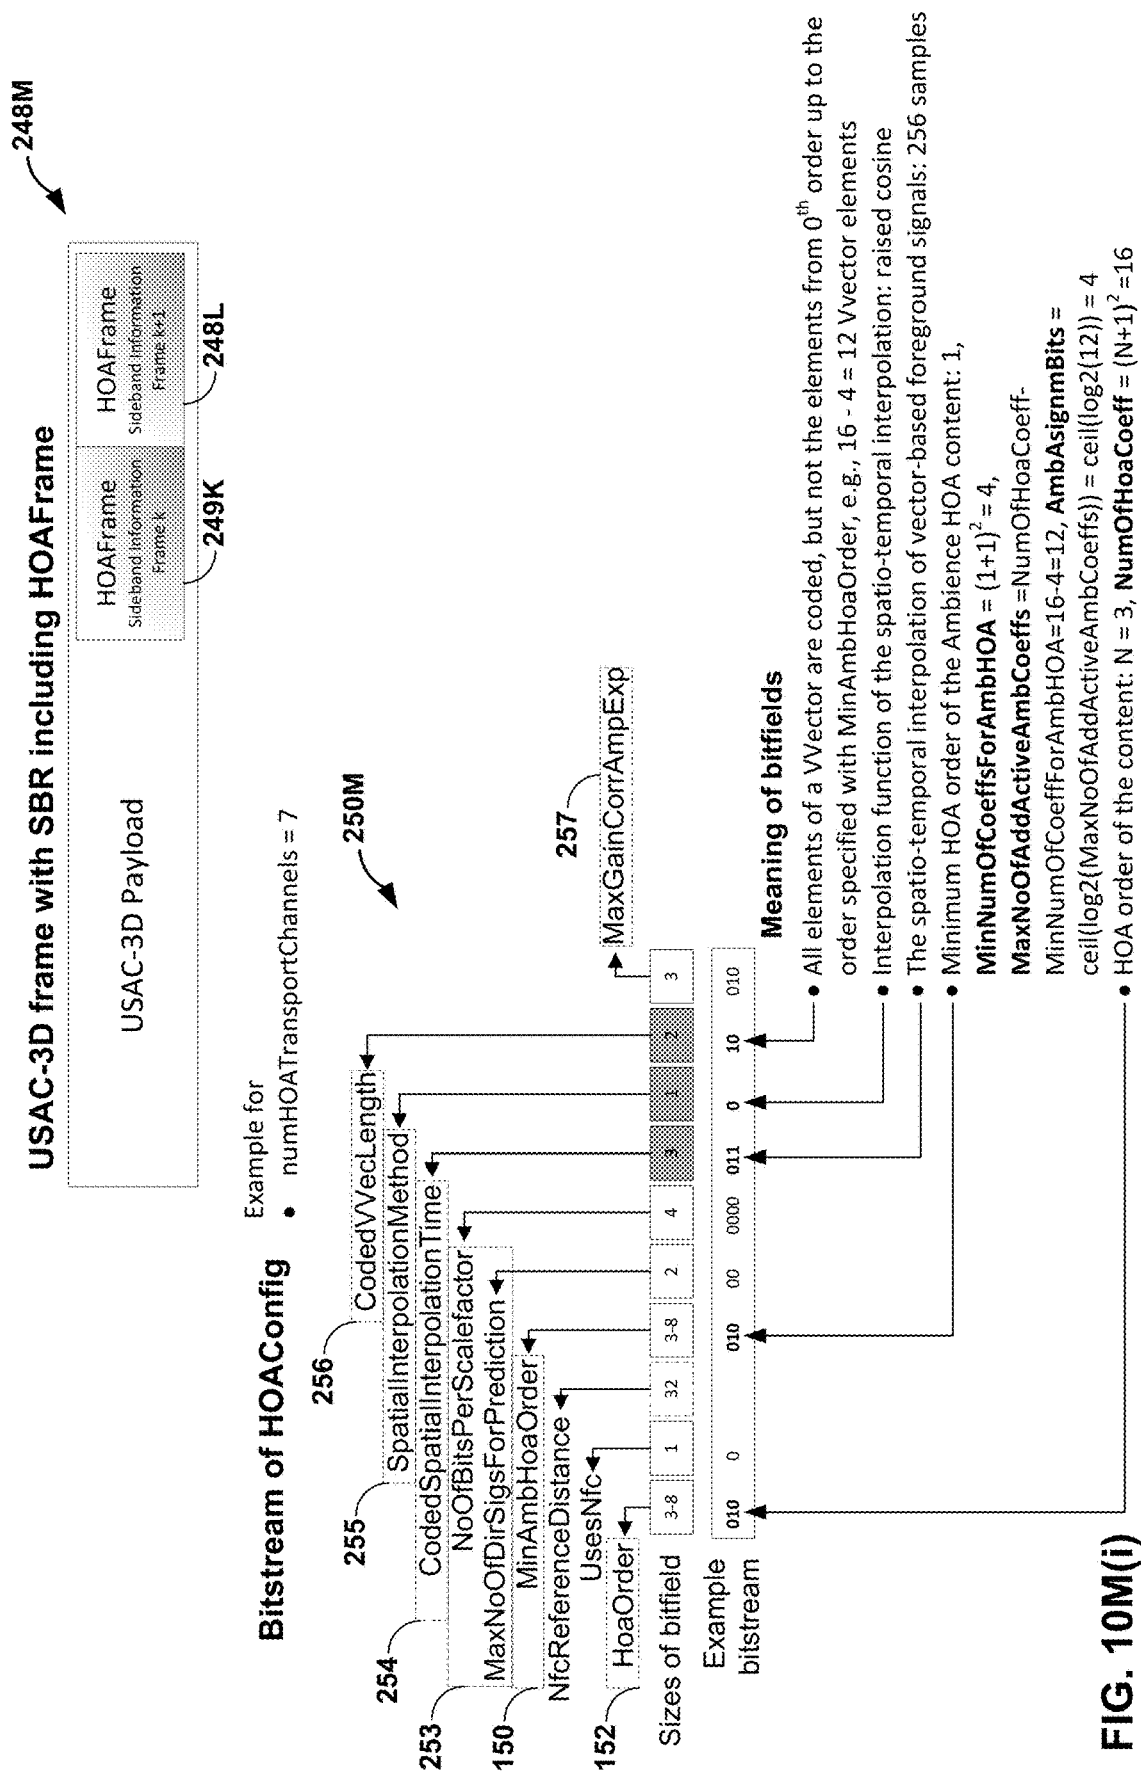 USAC-3D frame with SBR including HOAFrame
248M
USAC-3D Payload
HOAFrame
Sideband Information
Frame k
HOAFrame
Sideband Information
Frame k+1
249K
248L
Example for
• numHOATransportChannels = 7
Bitstream of HOAConfig
250M
256
CodedVVecLength
255
SpatialInterpolationMethod
254
CodedSpatialInterpolationTime
253
NoOfBitsPerScalefactor
MaxNoOfDirSigsForPrediction
150
MinAmbHoaOrder
NfcReferenceDistance
UsesNfc
152
HoaOrder
257
MaxGainCorrAmpExp
Sizes of bitfield
3-8 1 32 3-8 2 4 3 1 2 3
Example
bitstream
010 0 010 00 0000 011 0 10 010
Meaning of bitfields
• All elements of a VVector are coded, but not the elements from 0th order up to the
order specified with MinAmbHoaOrder, e.g., 16 - 4 = 12 Vvector elements
• Interpolation function of the spatio-temporal interpolation: raised cosine
• The spatio-temporal interpolation of vector-based foreground signals: 256 samples
• Minimum HOA order of the Ambience HOA content: 1,
MinNumOfCoeffsForAmbHOA = (1+1)² = 4,
MaxNoOfAddActiveAmbCoeffs =NumOfHoaCoeff-
MinNumOfCoeffForAmbHOA=16-4=12, AmbAsignmBits =
ceil(log2(MaxNoOfAddActiveAmbCoeffs)) = ceil(log2(12)) = 4
• HOA order of the content: N = 3, NumOfHoaCoeff = (N+1)² =16
FIG. 10M(i)